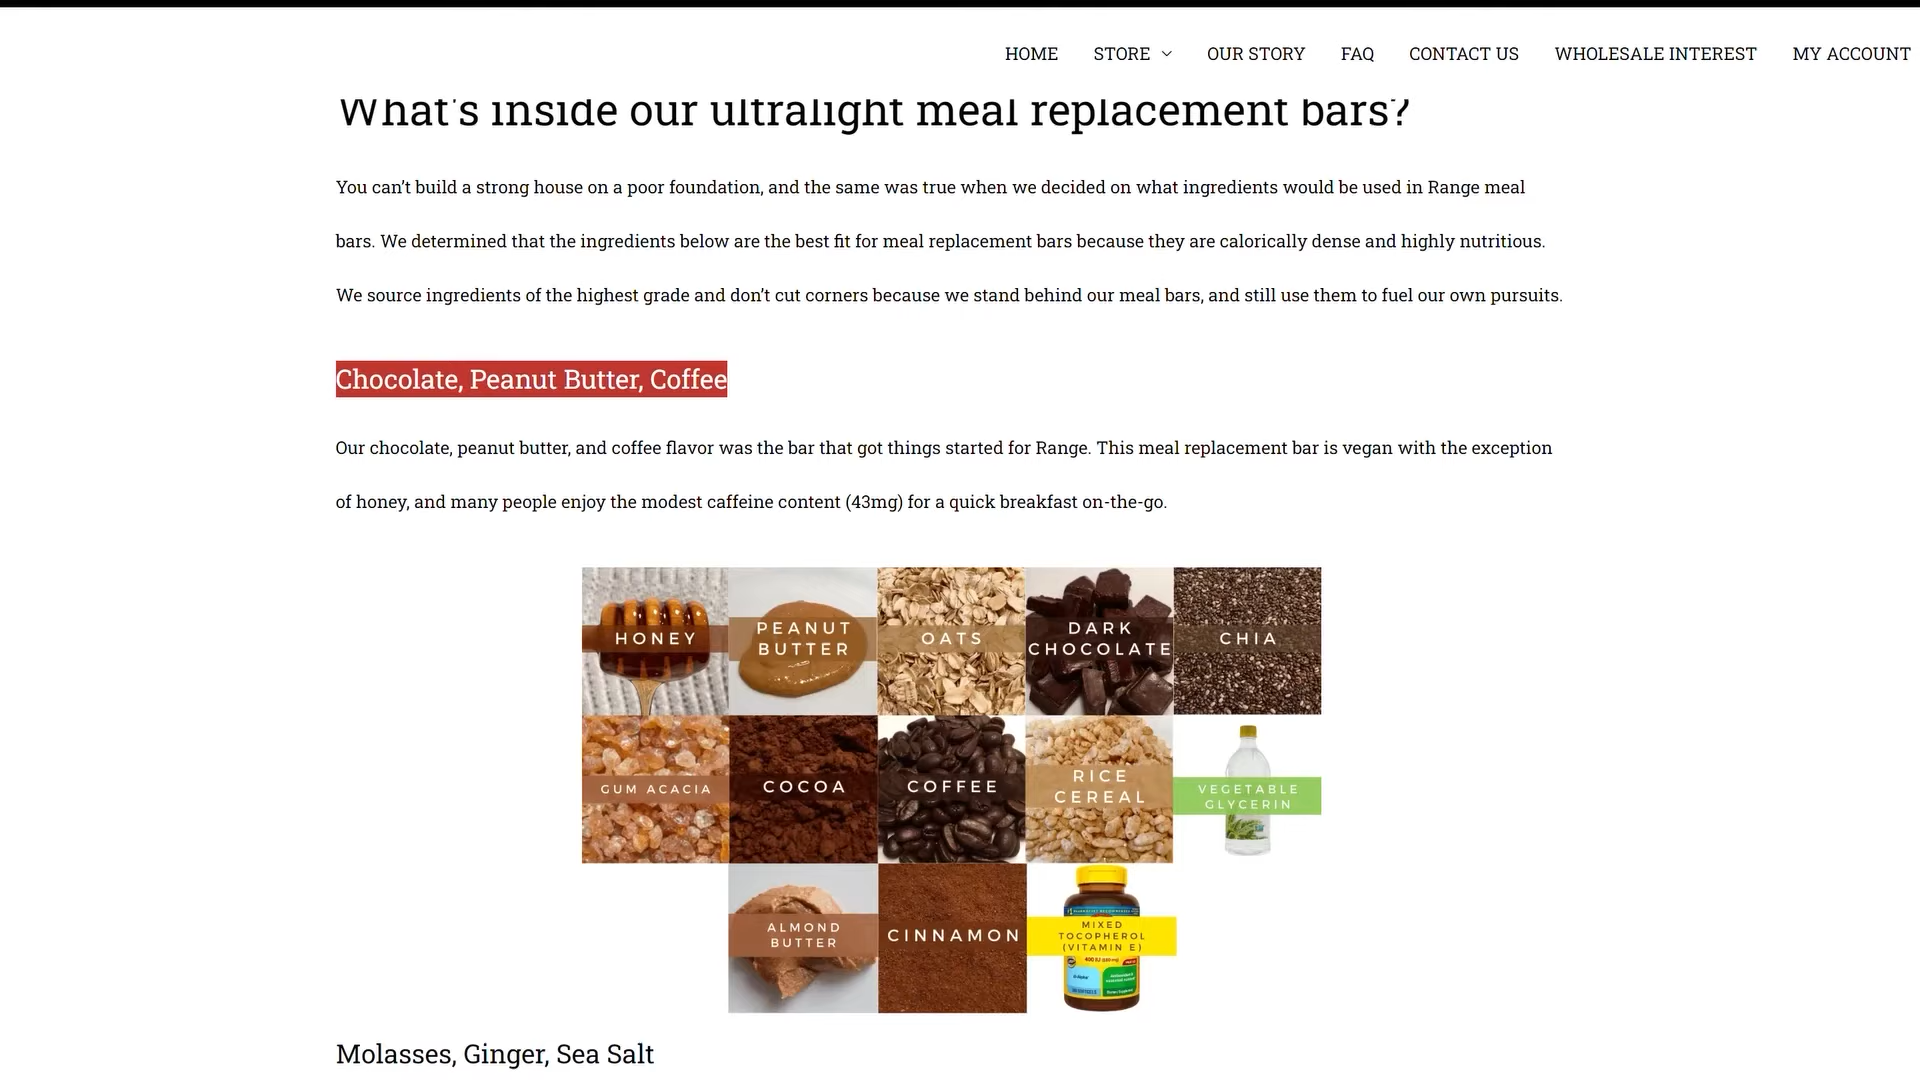 HOME STORE OUR STORY FAQ CONTACT US WHOLESALE INTEREST MY ACCOUNT
What's inside our ultralight meal replacement bars?
You can’t build a strong house on a poor foundation, and the same was true when we decided on what ingredients would be used in Range meal
bars. We determined that the ingredients below are the best fit for meal replacement bars because they are calorically dense and highly nutritious.
We source ingredients of the highest grade and don’t cut corners because we stand behind our meal bars, and still use them to fuel our own pursuits.
Chocolate, Peanut Butter, Coffee
Our chocolate, peanut butter, and coffee flavor was the bar that got things started for Range. This meal replacement bar is vegan with the exception
of honey, and many people enjoy the modest caffeine content (43mg) for a quick breakfast on-the-go.
HONEY
PEANUT
BUTTER
OATS
DARK
CHOCOLATE
CHIA
GUM ACACIA
COCOA
COFFEE
RICE
CEREAL
VEGETABLE
GLYCERIN
ALMOND
BUTTER
CINNAMON
MIXED
TOCOPHEROL
(VITAMIN E)
Molasses, Ginger, Sea Salt